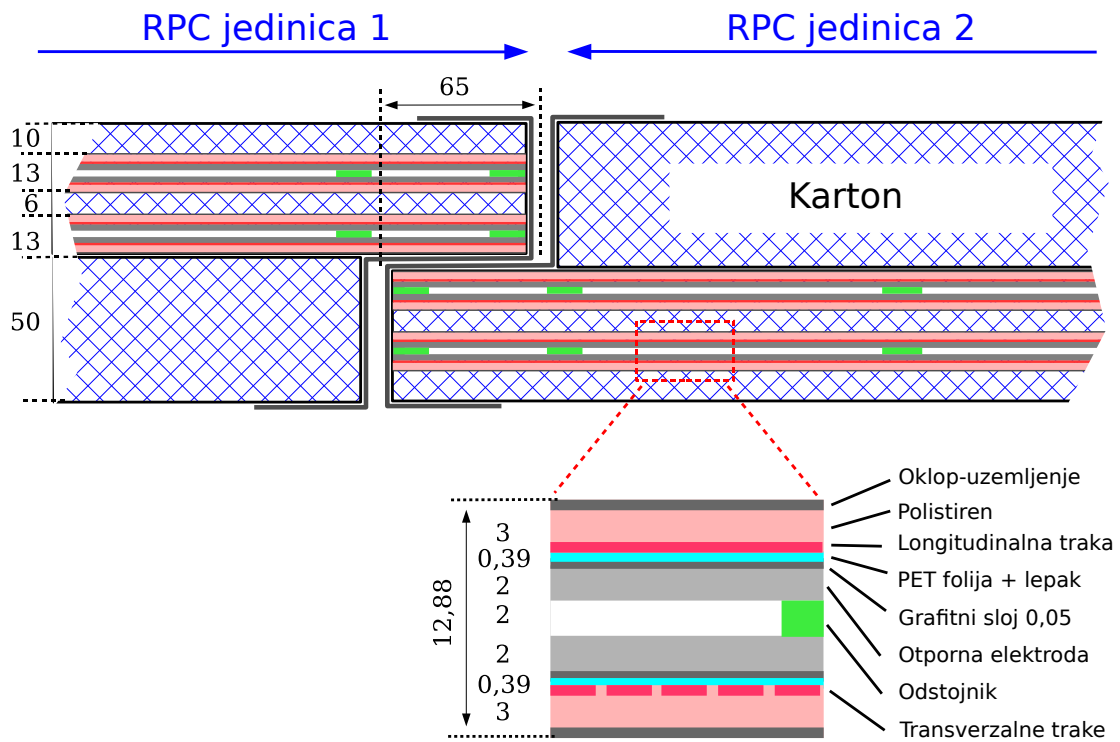 RPC jedinica 1
RPC jedinica 2
65
10
13
6
13
50
Karton
12,88
3
0,39
2
2
2
0,39
3
Oklop-uzemljenje
Polistiren
Longitudinalna traka
PET folija + lepak
Grafitni sloj 0,05
Otporna elektroda
Odstojnik
Transverzalne trake